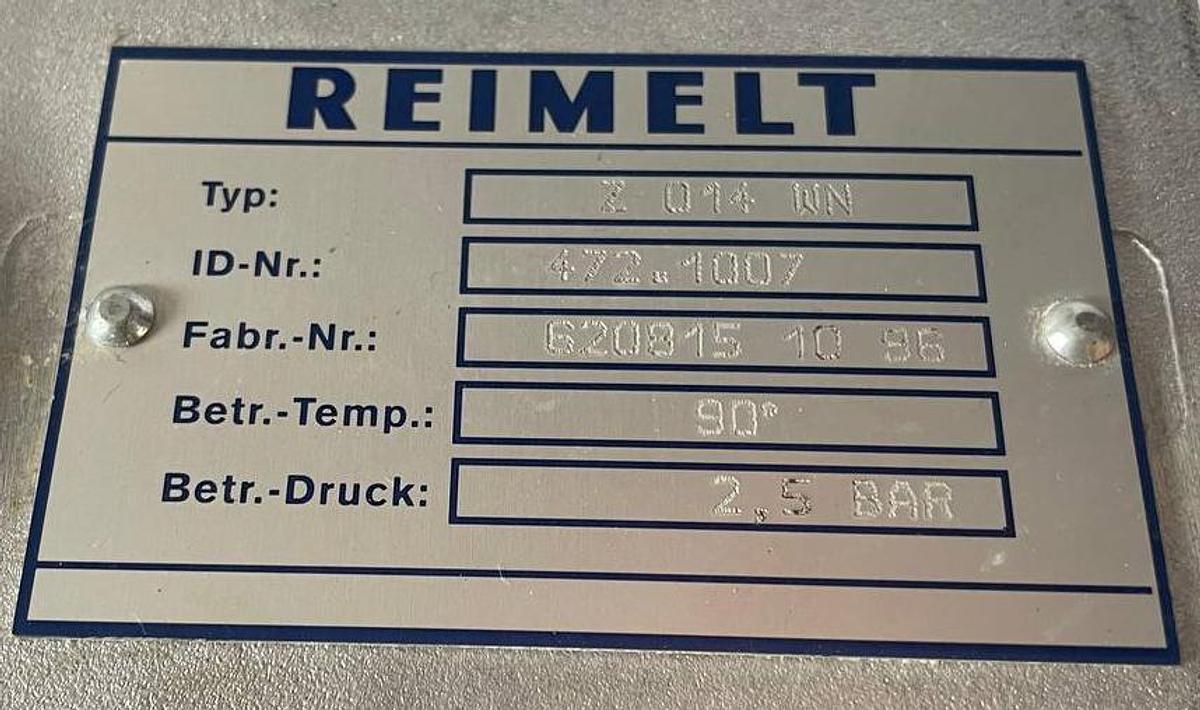 REIMELT
Typ: Z 014 WN
ID-Nr.: 472.1007
Fabr.-Nr.: 620815 10 96
Betr.-Temp.: 90°
Betr.-Druck: 2,5 BAR